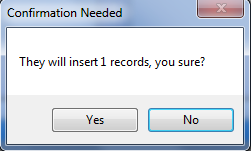 Confirmation Needed
They will insert 1 records, you sure?
Yes
No